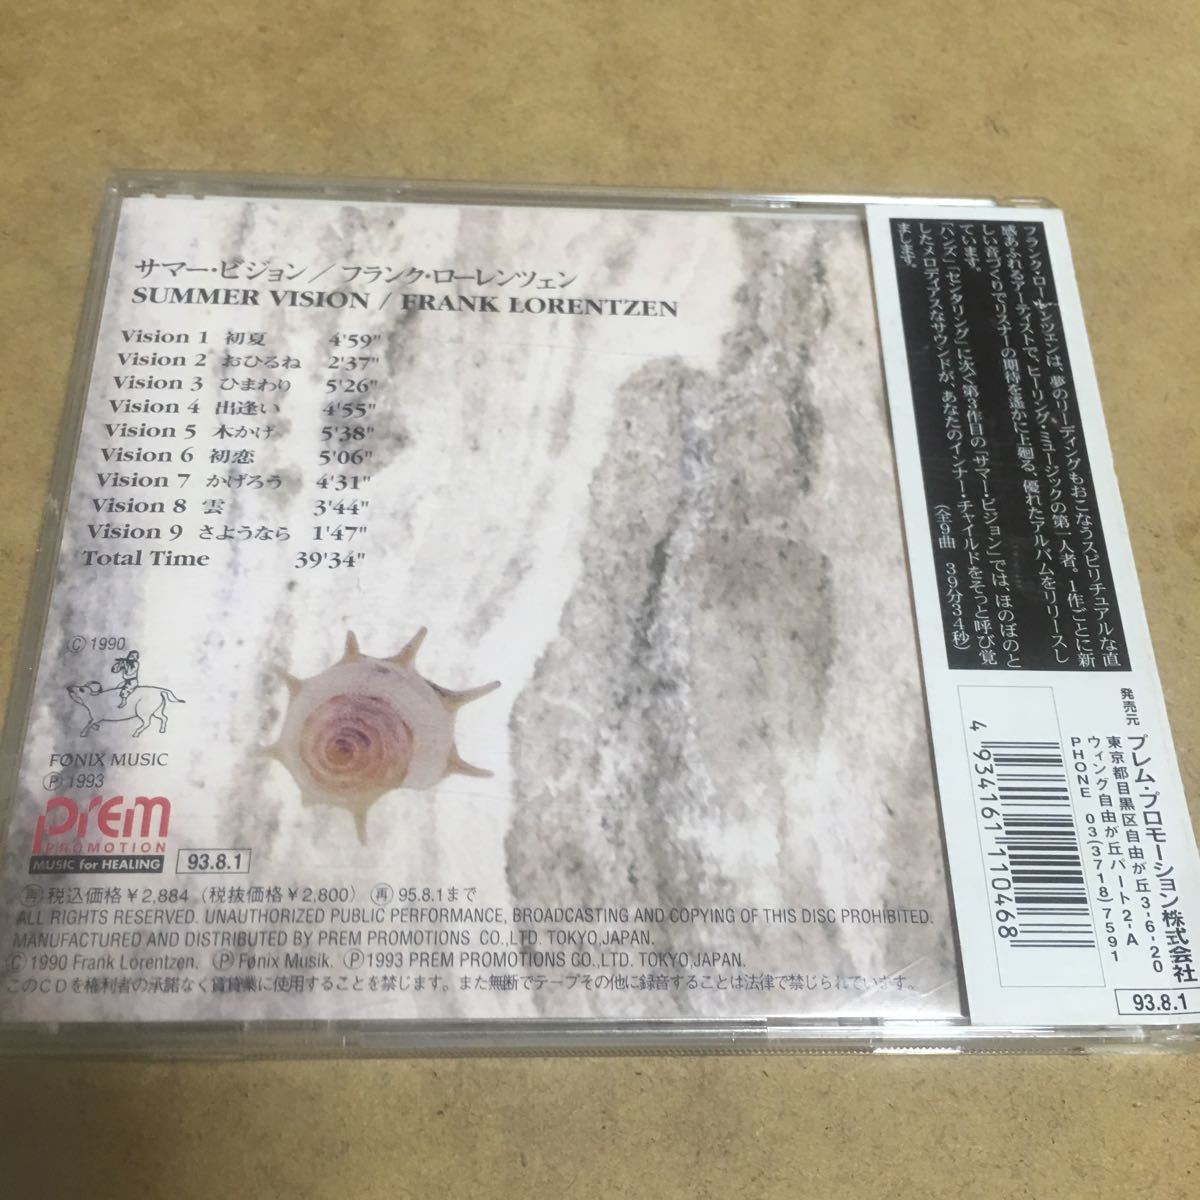 サマー・ビジョン／フランク・ローレンツェン
SUMMER VISION / FRANK LORENTZEN
Vision 1 初夏 4'59"
Vision 2 おひるね 2'37"
Vision 3 ひまわり 5'26"
Vision 4 出逢い 4'55"
Vision 5 木かげ 5'38"
Vision 6 初恋 5'06"
Vision 7 かげろう 4'31"
Vision 8 雲 3'44"
Vision 9 さようなら 1'47"
Total Time 39'34"
Ⓒ1990
FØNIX MUSIC
Ⓟ1993
Prem
PROMOTION
MUSIC for HEALING
93.8.1
㊢税込価格¥2,884（税抜価格¥2,800）㊢95.8.1まで
ALL RIGHTS RESERVED. UNAUTHORIZED PUBLIC PERFORMANCE, BROADCASTING AND COPYING OF THIS DISC PROHIBITED.
MANUFACTURED AND DISTRIBUTED BY PREM PROMOTIONS CO.,LTD. TOKYO,JAPAN.
Ⓒ1990 Frank Lorentzen. Ⓟ Fønix Musik. Ⓟ1993 PREM PROMOTIONS CO.,LTD. TOKYO,JAPAN.
このCDを権利者の承諾なく賃貸業に使用することを禁じます。また無断でテープその他に録音することは法律で禁じられています。
フランク・ローレンツェンは、夢のリーディングもおこなうスピリチュアルな直
感あふれるアーティストで、ヒーリング・ミュージックの第一人者。1作ごとに新
しい音づくりでリスナーの期待を遥かに上廻る、優れたアルバムをリリースし
ています。
「ハンズ」「センタリング」に次ぐ第3作目の「サマー・ビジョン」では、ほのぼのと
したメロディアスなサウンドが、あなたのインナー・チャイルドをそっと呼び覚
まします。
〈全9曲 39分34秒〉
4 934161 110468
発売元 プレム・プロモーション株式会社
東京都目黒区自由が丘3-6-20
ウィング自由が丘パート2-A
PHONE 03(3718)7591
93.8.1